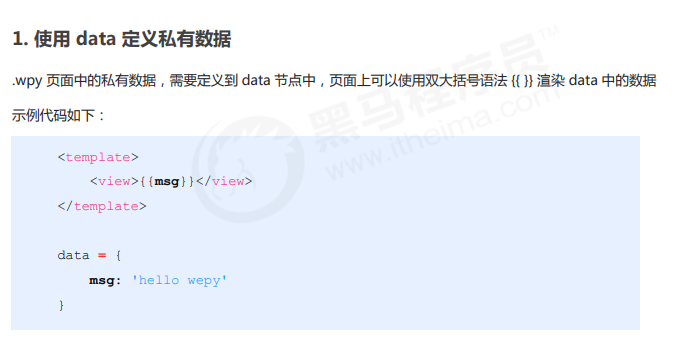 1. 使用 data 定义私有数据
.wpy 页面中的私有数据，需要定义到 data 节点中，页面上可以使用双大括号语法 {{ }} 渲染 data 中的数据
示例代码如下：
<template>
<view>{{msg}}</view>
</template>
data = {
msg: 'hello wepy'
}
黑马程序员™
www.itheima.com